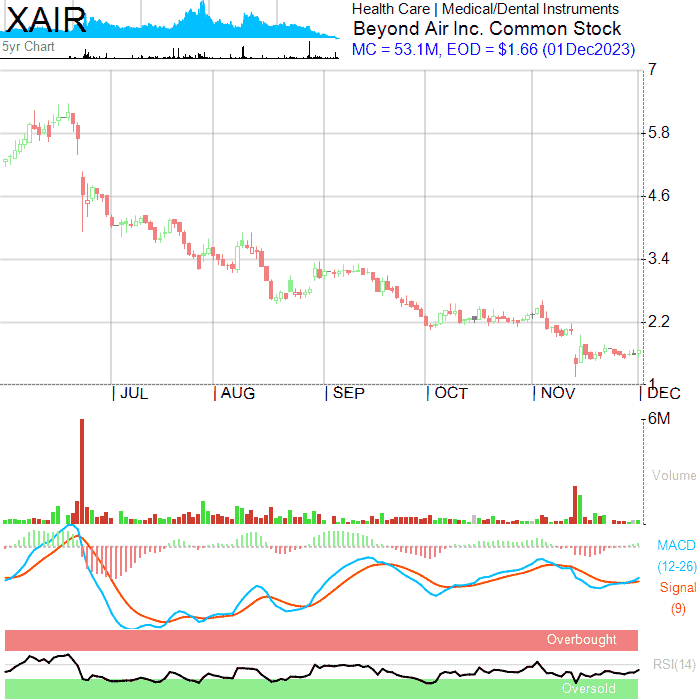 XAIR
5yr Chart
Health Care | Medical/Dental Instruments
Beyond Air Inc. Common Stock
MC = 53.1M, EOD = $1.66 (01Dec2023)
7
5.8
4.6
3.4
2.2
1
| JUL | AUG | SEP | OCT | NOV | DEC
6M
Volume
MACD
(12-26)
Signal
(9)
Overbought
RSI(14)
Oversold